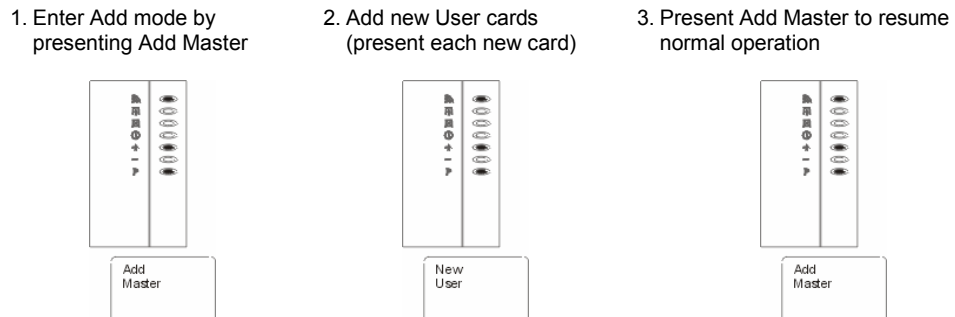 1. Enter Add mode by
presenting Add Master
2. Add new User cards
(present each new card)
3. Present Add Master to resume
normal operation
Add
Master
New
User
Add
Master